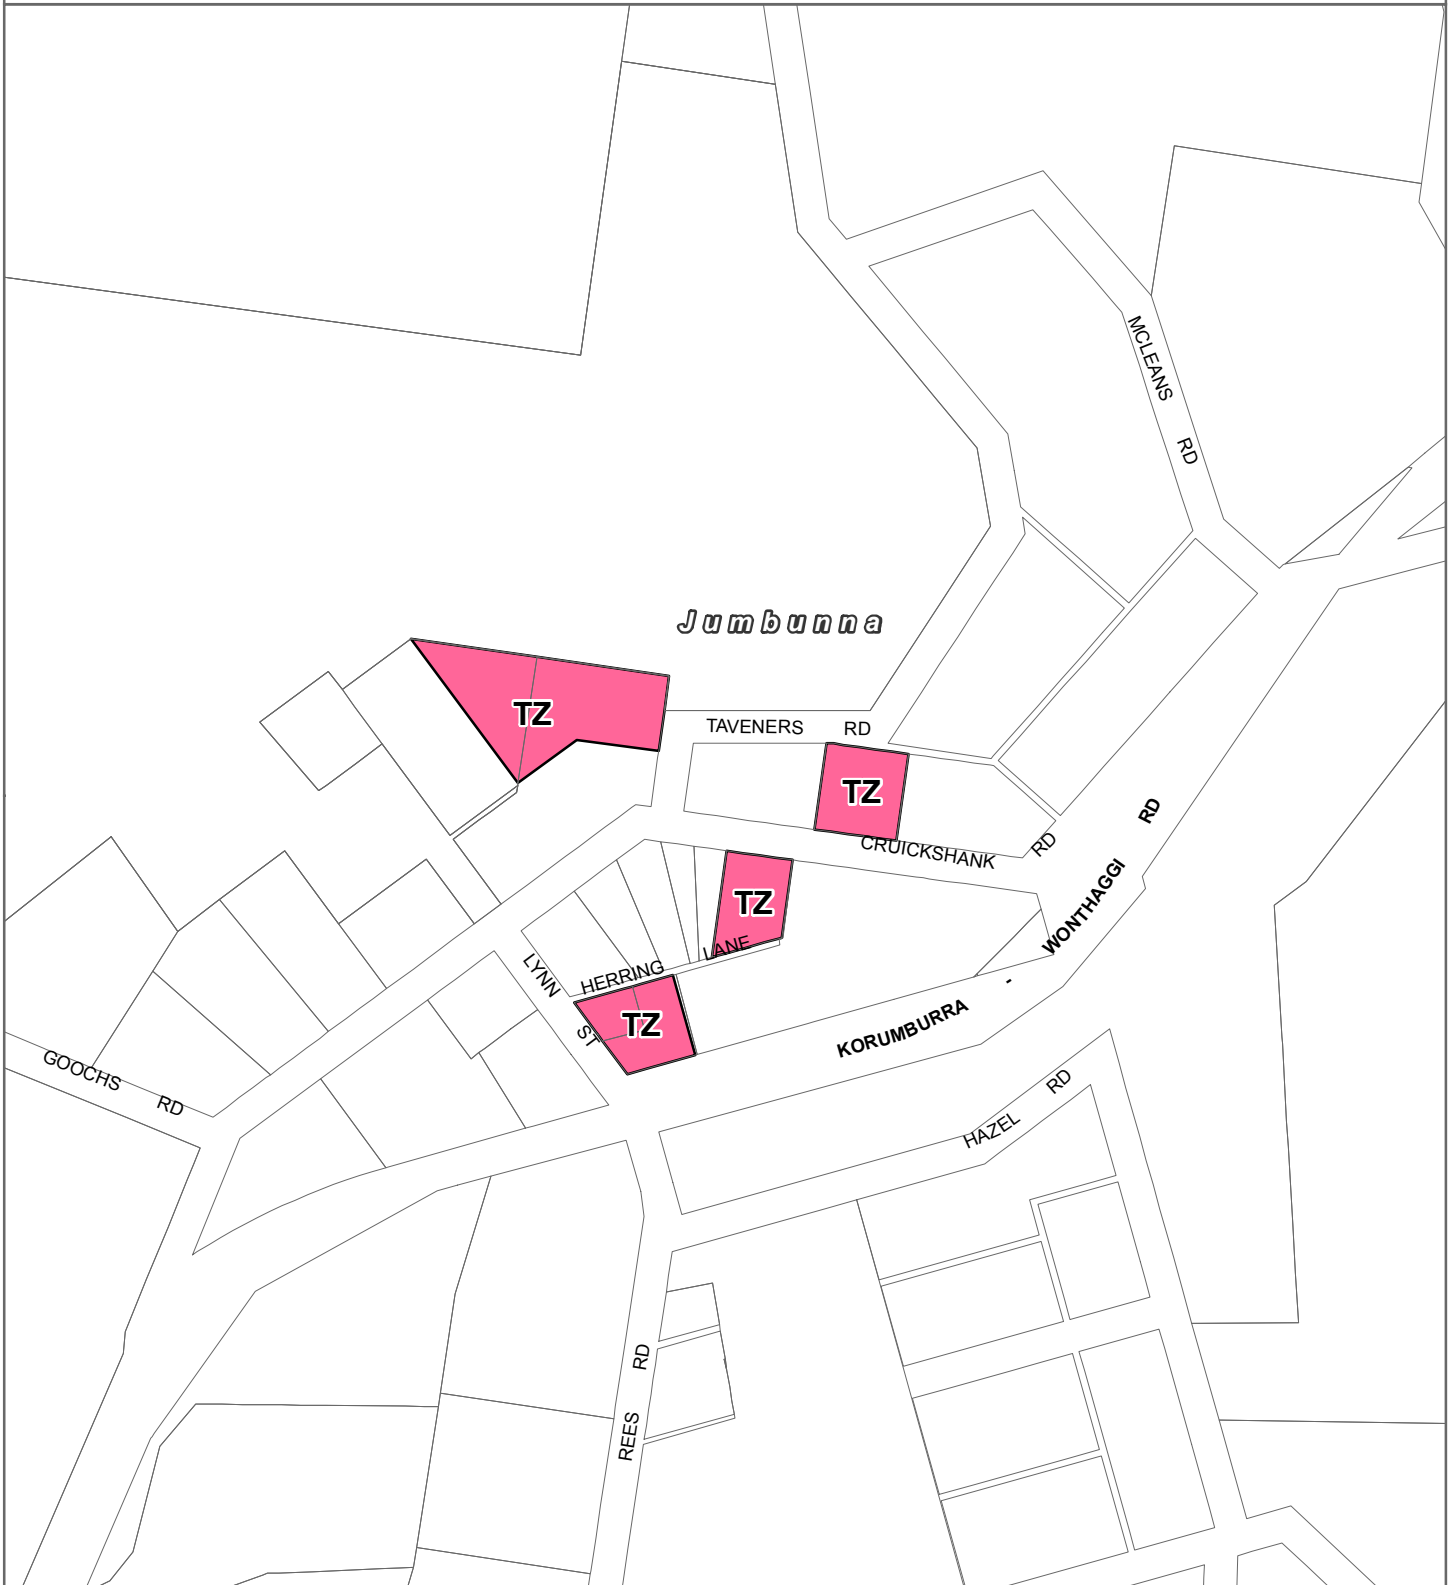 MCLEANS RD
Jumbunna
TZ
TAVENERS RD
TZ
CRUICKSHANK RD
TZ
LANE
HERRING
LYNN ST
TZ
KORUMBURRA - WONTHAGGI RD
GOOCHS RD
HAZEL RD
REES RD